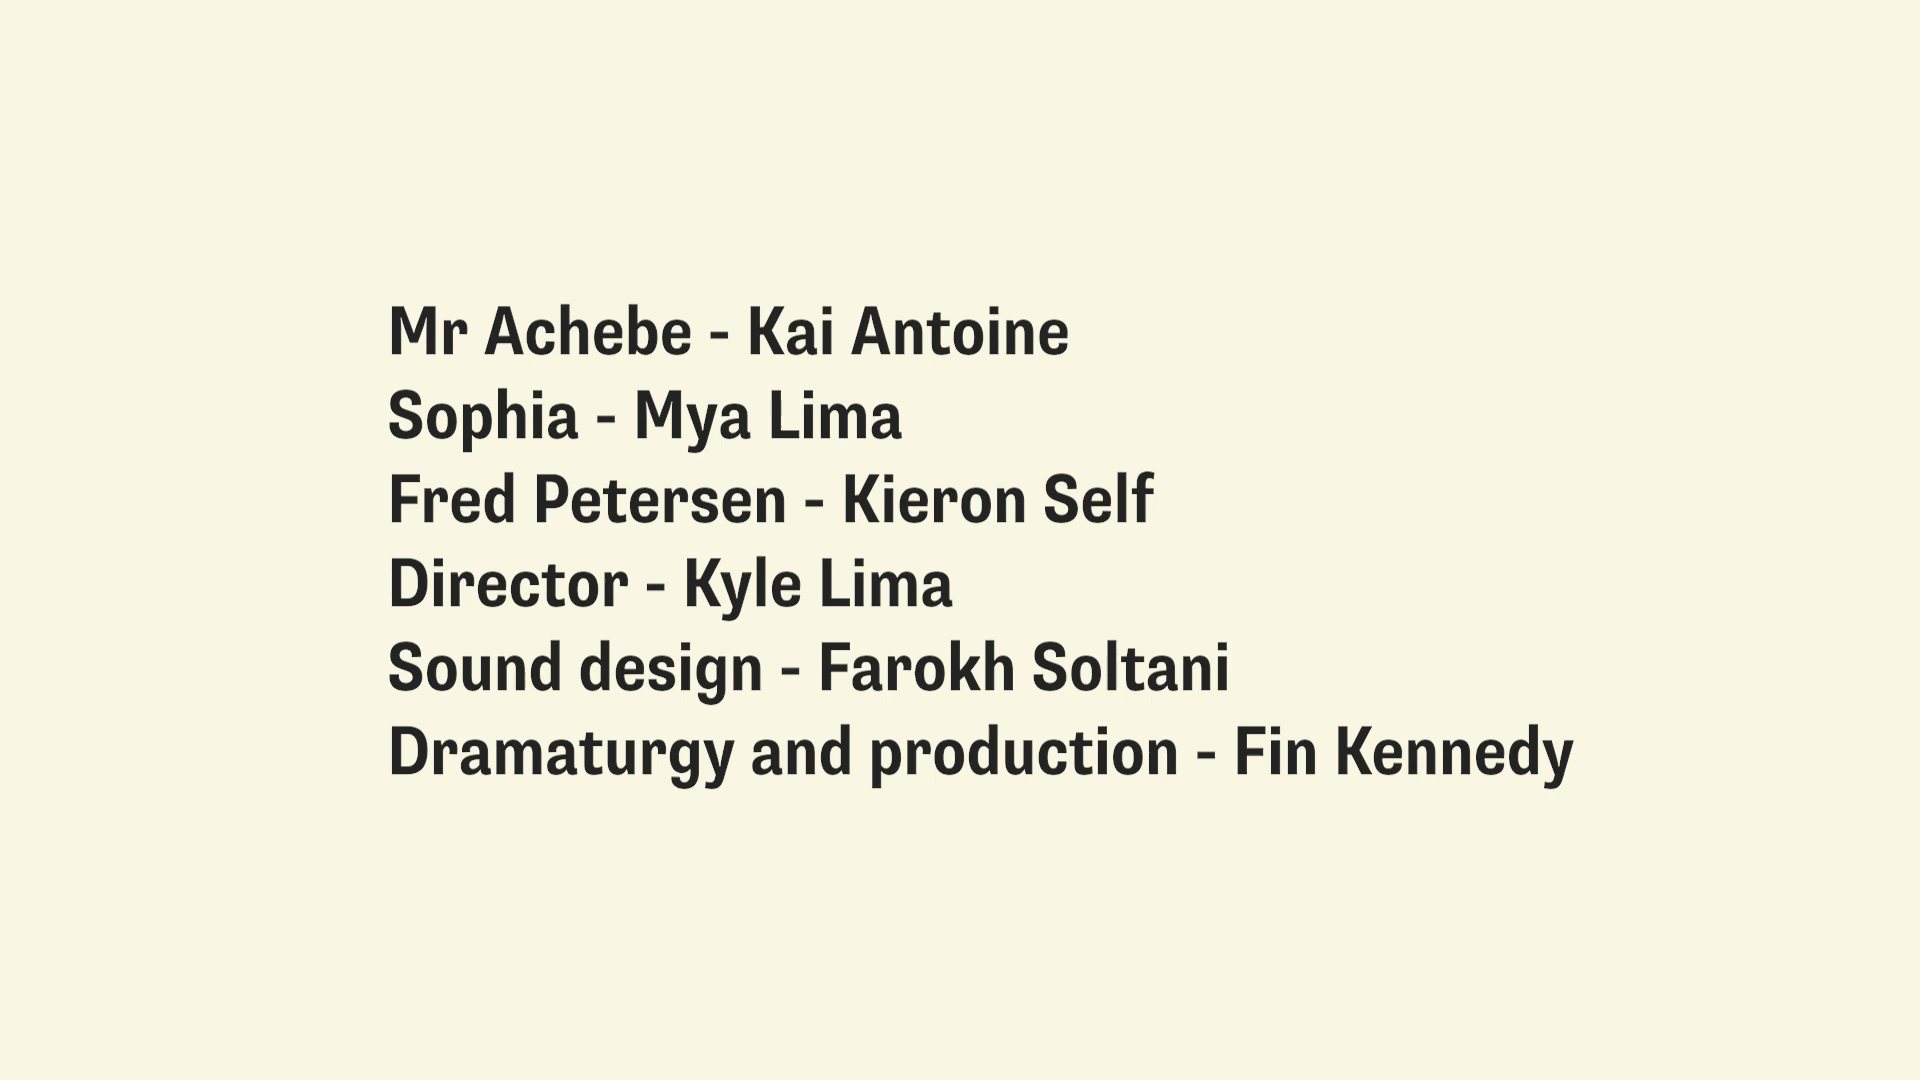 Mr Achebe - Kai Antoine
Sophia - Mya Lima
Fred Petersen - Kieron Self
Director - Kyle Lima
Sound design - Farokh Soltani
Dramaturgy and production - Fin Kennedy